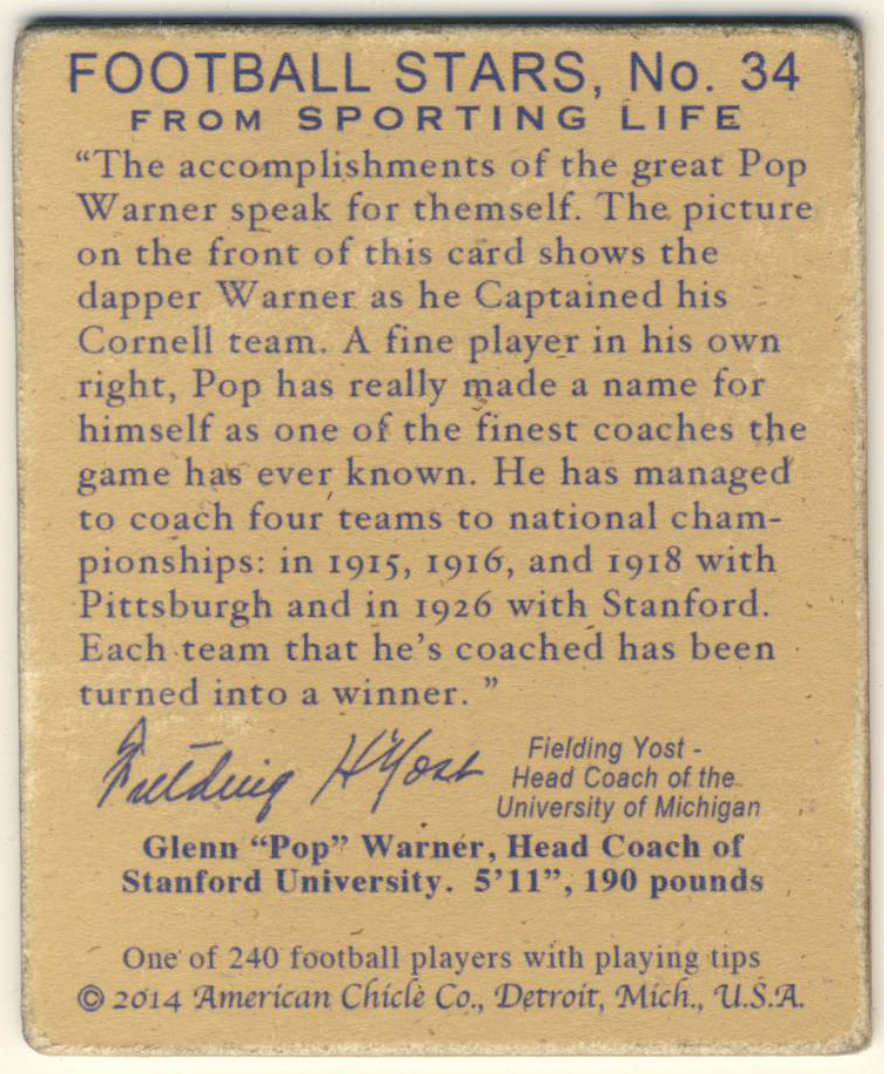 FOOTBALL STARS, No. 34
FROM SPORTING LIFE
“The accomplishments of the great Pop
Warner speak for themself. The picture
on the front of this card shows the
dapper Warner as he Captained his
Cornell team. A fine player in his own
right, Pop has really made a name for
himself as one of the finest coaches the
game has ever known. He has managed
to coach four teams to national cham-
pionships: in 1915, 1916, and 1918 with
Pittsburgh and in 1926 with Stanford.
Each team that he’s coached has been
turned into a winner. ”
Fielding H Yost
Fielding Yost -
Head Coach of the
University of Michigan
Glenn “Pop” Warner, Head Coach of
Stanford University. 5’11”, 190 pounds
One of 240 football players with playing tips
© 2014 American Chicle Co., Detroit, Mich., U.S.A.